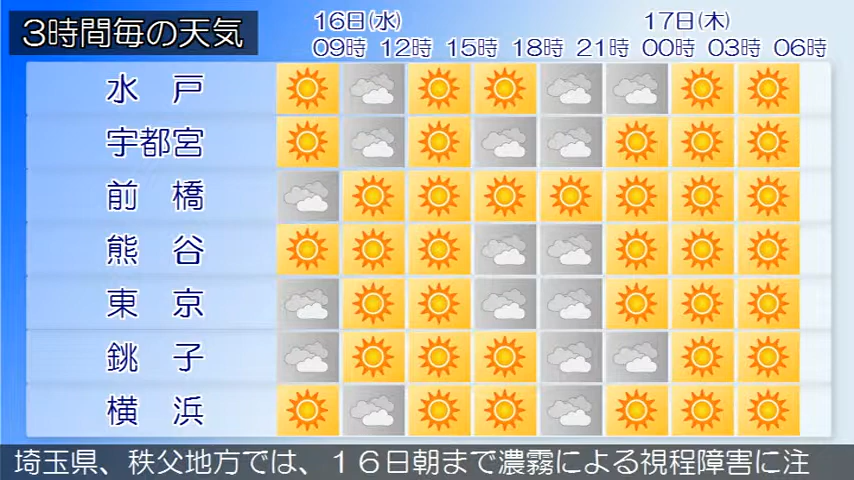 3時間毎の天気
16日(水) 17日(木)
09時 12時 15時 18時 21時 00時 03時 06時
水 戸
宇都宮
前 橋
熊 谷
東 京
銚 子
横 浜
埼玉県、秩父地方では、１６日朝まで濃霧による視程障害に注